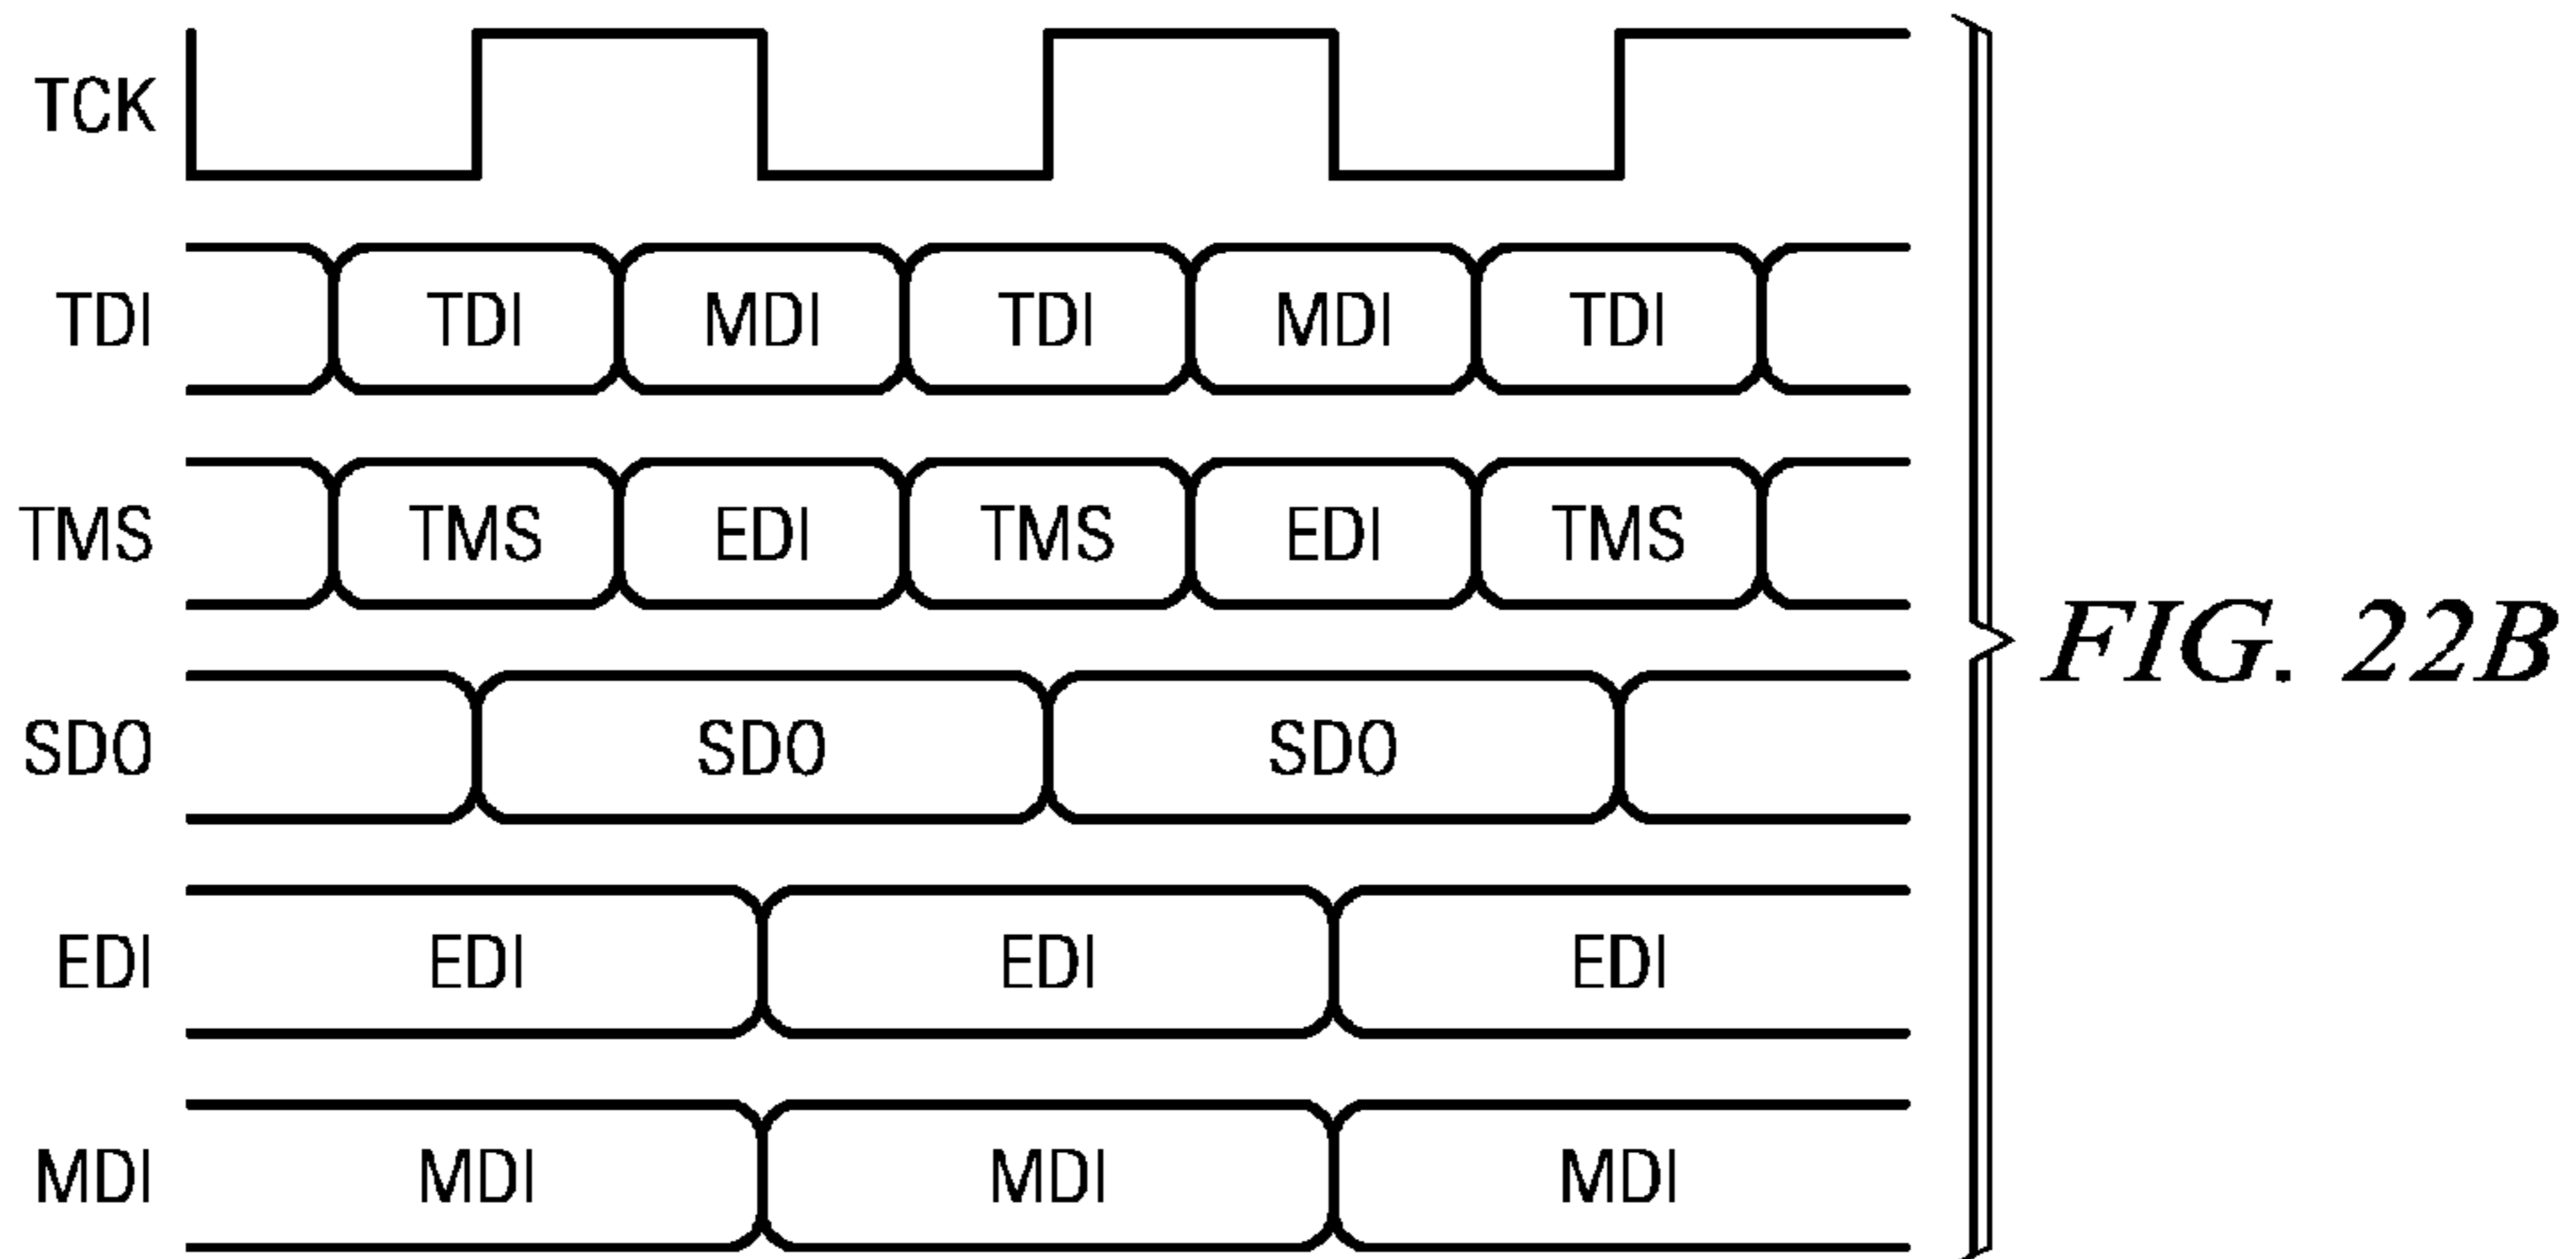 TCK
TDI TDI MDI TDI MDI TDI
TMS TMS EDI TMS EDI TMS
SDO SDO SDO
EDI EDI EDI EDI
MDI MDI MDI MDI
FIG. 22B